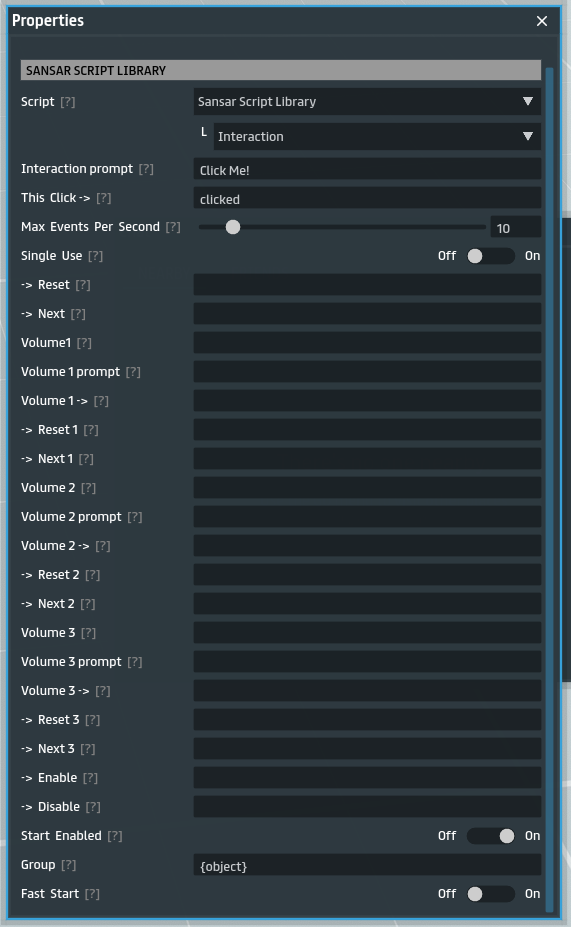 Properties
SANSAR SCRIPT LIBRARY
Script [?] Sansar Script Library
Interaction
Interaction prompt [?] Click Me!
This Click -> [?] clicked
Max Events Per Second [?] 10
Single Use [?] Off On
-> Reset [?]
-> Next [?]
Volume1 [?]
Volume 1 prompt [?]
Volume 1 -> [?]
-> Reset 1 [?]
-> Next 1 [?]
Volume 2 [?]
Volume 2 prompt [?]
Volume 2 -> [?]
-> Reset 2 [?]
-> Next 2 [?]
Volume 3 [?]
Volume 3 prompt [?]
Volume 3 -> [?]
-> Reset 3 [?]
-> Next 3 [?]
-> Enable [?]
-> Disable [?]
Start Enabled [?] Off On
Group [?] {object}
Fast Start [?] Off On